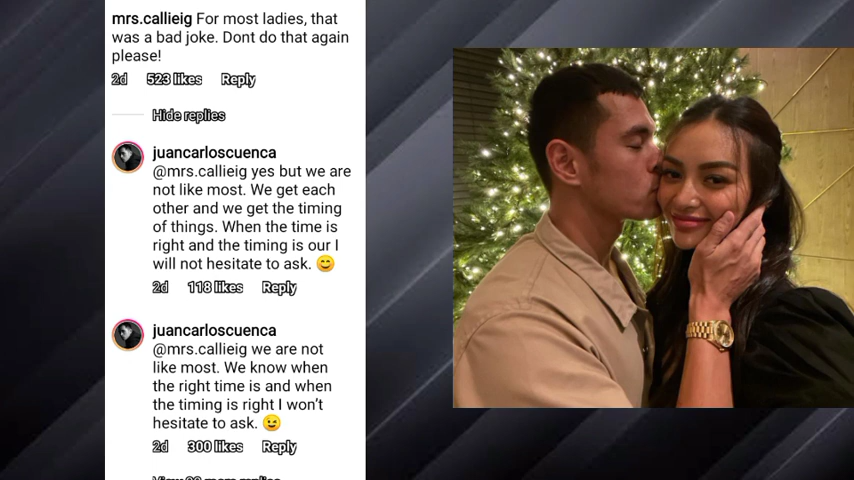 mrs.callieig For most ladies, that
was a bad joke. Dont do that again
please!
2d 523 likes Reply
Hide replies
juancarloscuenca
@mrs.callieig yes but we are
not like most. We get each
other and we get the timing
of things. When the time is
right and the timing is our I
will not hesitate to ask. 😊
2d 118 likes Reply
juancarloscuenca
@mrs.callieig we are not
like most. We know when
the right time is and when
the timing is right I won't
hesitate to ask. 😉
2d 300 likes Reply